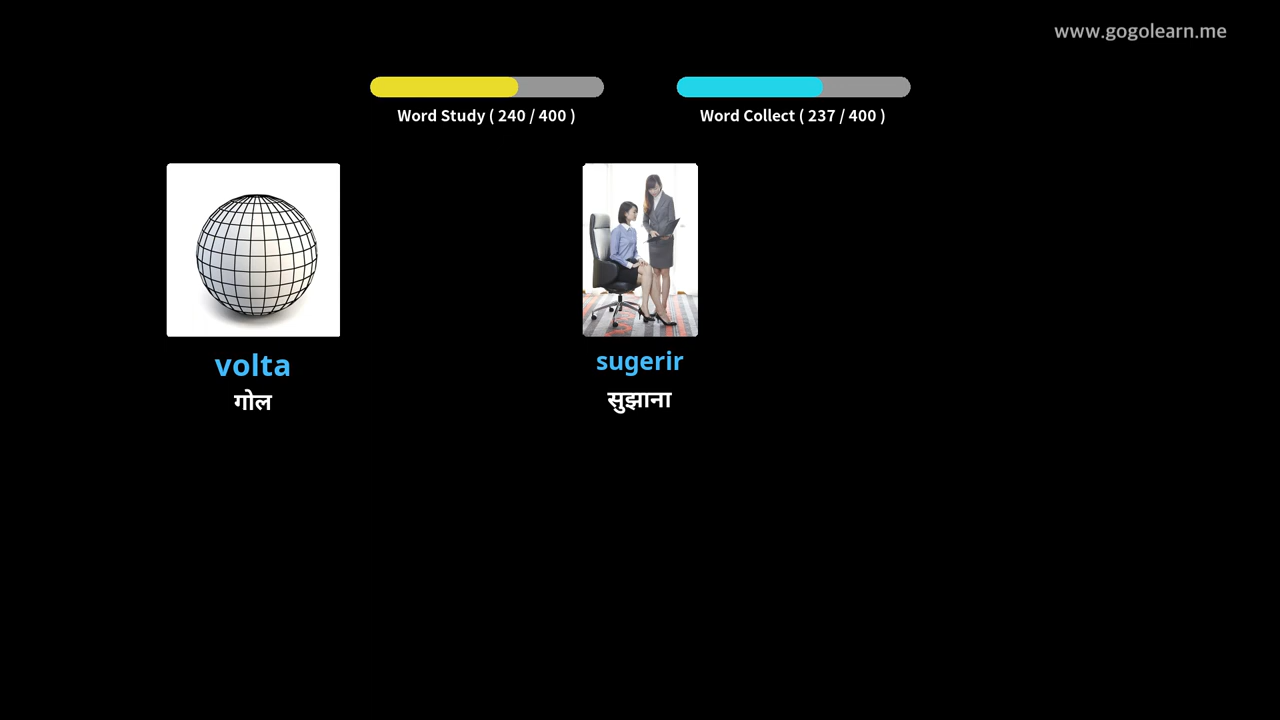 www.gogolearn.me
Word Study ( 240 / 400 )
Word Collect ( 237 / 400 )
volta
गोल
sugerir
सुझाना